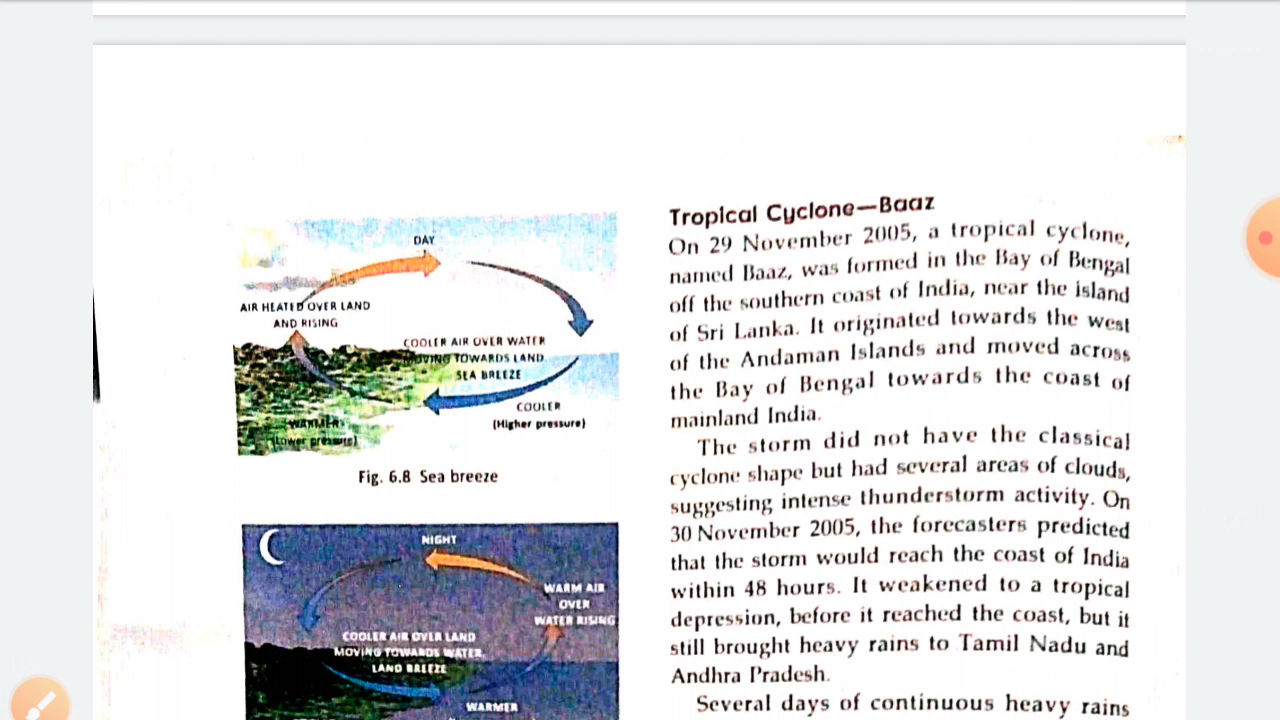 DAY
AIR HEATED OVER LAND
AND RISING
COOLER AIR OVER WATER
MOVING TOWARDS LAND
SEA BREEZE
COOLER
(Higher pressure)
WARMER
(Lower pressure)
Fig. 6.8 Sea breeze
NIGHT
WARM AIR
OVER
WATER RISING
COOLER AIR OVER LAND
MOVING TOWARDS WATER
LAND BREEZE
WARMER
Tropical Cyclone—Baaz
On 29 November 2005, a tropical cyclone,
named Baaz, was formed in the Bay of Bengal
off the southern coast of India, near the island
of Sri Lanka. It originated towards the west
of the Andaman Islands and moved across
the Bay of Bengal towards the coast of
mainland India.
The storm did not have the classical
cyclone shape but had several areas of clouds,
suggesting intense thunderstorm activity. On
30 November 2005, the forecasters predicted
that the storm would reach the coast of India
within 48 hours. It weakened to a tropical
depression, before it reached the coast, but it
still brought heavy rains to Tamil Nadu and
Andhra Pradesh.
Several days of continuous heavy rains